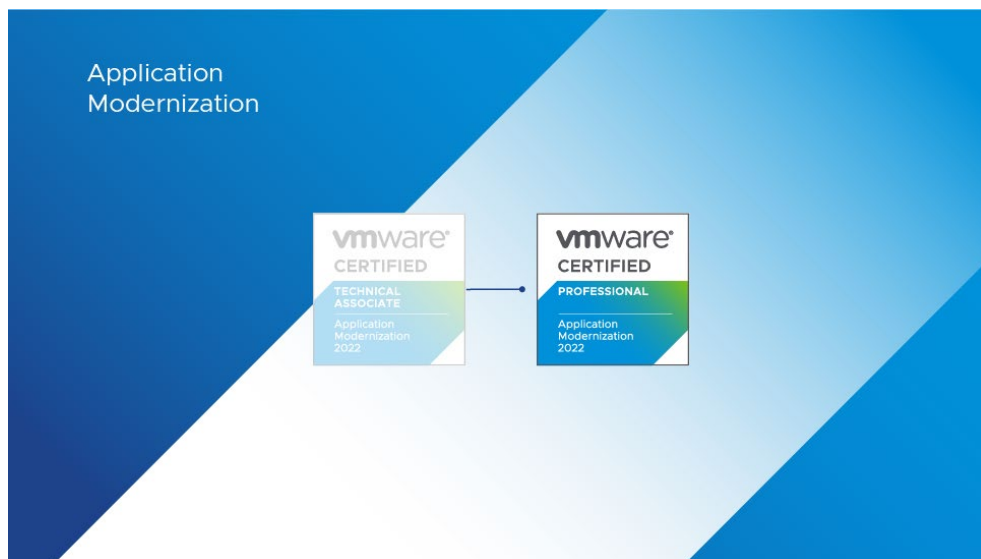 Application
Modernization
vmware®
CERTIFIED
TECHNICAL
ASSOCIATE
Application
Modernization
2022
vmware®
CERTIFIED
PROFESSIONAL
Application
Modernization
2022